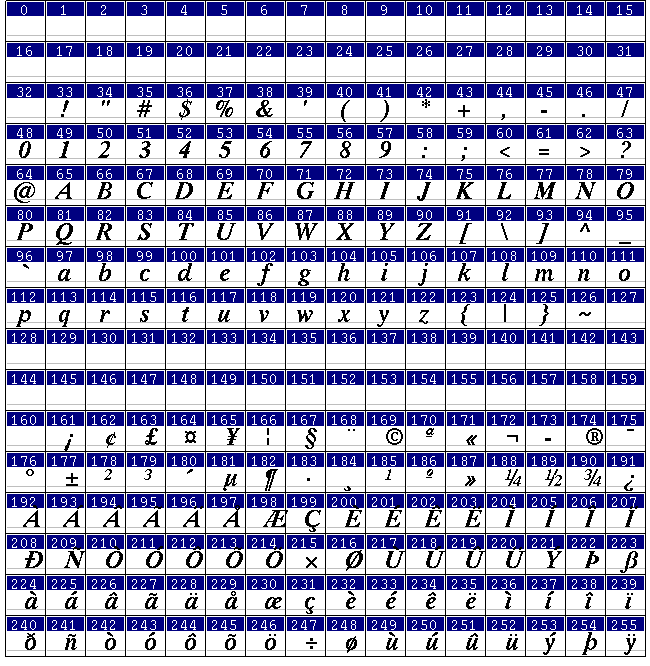 0 1 2 3 4 5 6 7 8 9 10 11 12 13 14 15
16 17 18 19 20 21 22 23 24 25 26 27 28 29 30 31
32 33 34 35 36 37 38 39 40 41 42 43 44 45 46 47
! " # $ % & ' ( ) * + , - . /
48 49 50 51 52 53 54 55 56 57 58 59 60 61 62 63
0 1 2 3 4 5 6 7 8 9 : ; < = > ?
64 65 66 67 68 69 70 71 72 73 74 75 76 77 78 79
@ A B C D E F G H I J K L M N O
80 81 82 83 84 85 86 87 88 89 90 91 92 93 94 95
P Q R S T U V W X Y Z [ \ ] ^ _
96 97 98 99 100 101 102 103 104 105 106 107 108 109 110 111
` a b c d e f g h i j k l m n o
112 113 114 115 116 117 118 119 120 121 122 123 124 125 126 127
p q r s t u v w x y z { | } ~
128 129 130 131 132 133 134 135 136 137 138 139 140 141 142 143
144 145 146 147 148 149 150 151 152 153 154 155 156 157 158 159
160 161 162 163 164 165 166 167 168 169 170 171 172 173 174 175
¡ ¢ £ ¤ ¥ ¦ § ¨ © ª « ¬ - ® ¯
176 177 178 179 180 181 182 183 184 185 186 187 188 189 190 191
° ± ² ³ ´ µ ¶ · ¸ ¹ º » ¼ ½ ¾ ¿
192 193 194 195 196 197 198 199 200 201 202 203 204 205 206 207
À Á Â Ã Ä Å Æ Ç È É Ê Ë Ì Í Î Ï
208 209 210 211 212 213 214 215 216 217 218 219 220 221 222 223
Ð Ñ Ò Ó Ô Õ Ö × Ø Ù Ú Û Ü Ý Þ ß
224 225 226 227 228 229 230 231 232 233 234 235 236 237 238 239
à á â ã ä å æ ç è é ê ë ì í î ï
240 241 242 243 244 245 246 247 248 249 250 251 252 253 254 255
ð ñ ò ó ô õ ö ÷ ø ù ú û ü ý þ ÿ